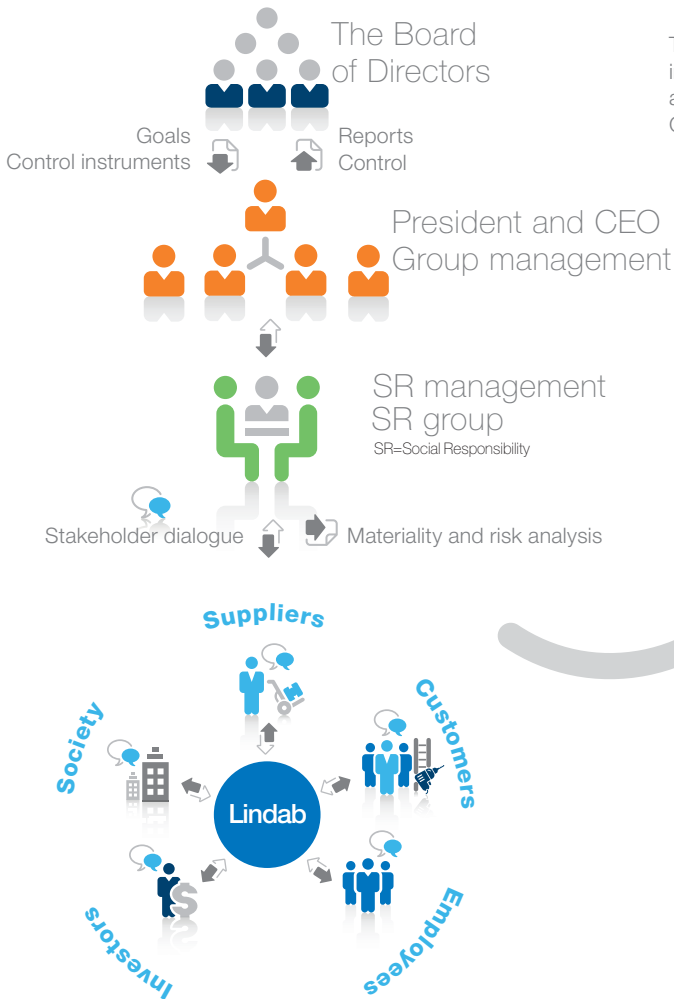 The Board
of Directors
Goals
Control instruments
Reports
Control
President and CEO
Group management
SR management
SR group
SR=Social Responsibility
Stakeholder dialogue
Materiality and risk analysis
Suppliers
Society
Customers
Lindab
Investors
Employees